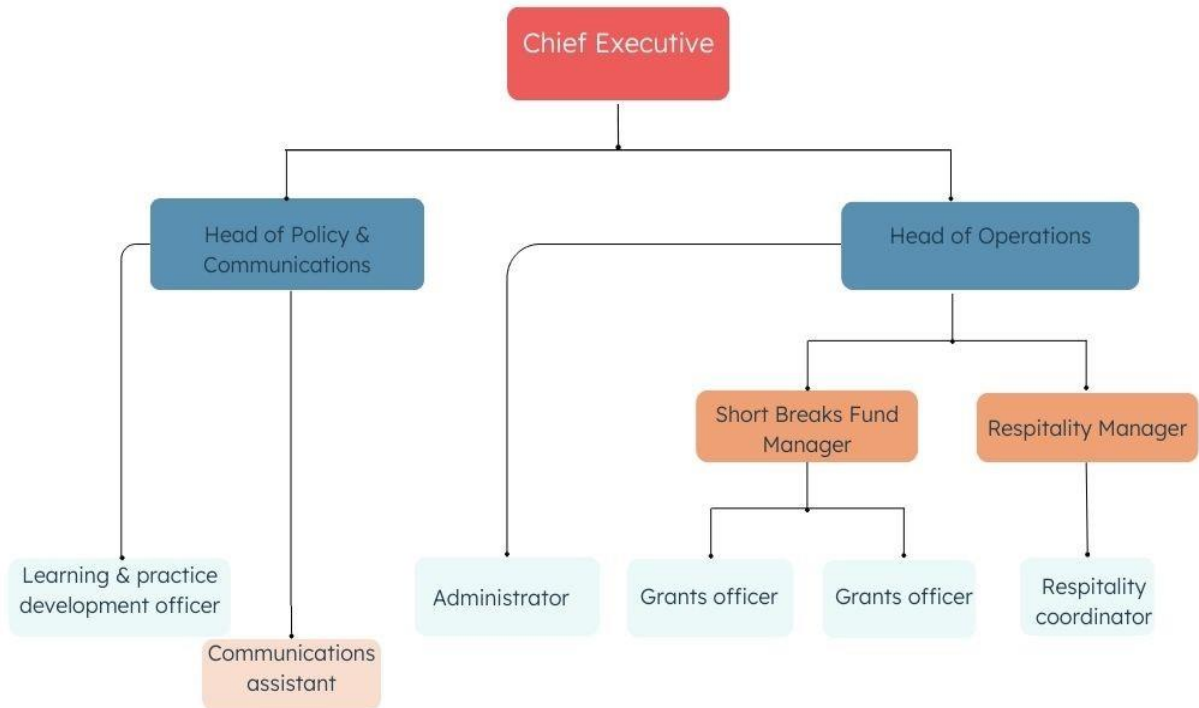 Chief Executive
Head of Policy &
Communications
Head of Operations
Short Breaks Fund
Manager
Respitality Manager
Learning & practice
development officer
Administrator
Grants officer
Grants officer
Respitality
coordinator
Communications
assistant